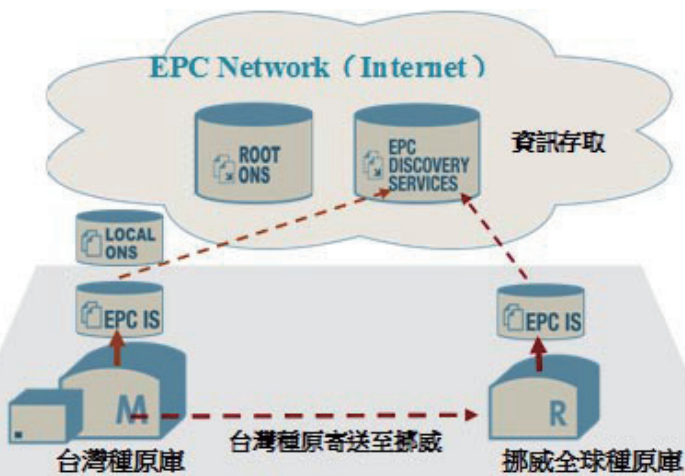 EPC Network（Internet）
ROOT
ONS
EPC
DISCOVERY
SERVICES
資訊存取
LOCAL
ONS
EPC IS
EPC IS
M
R
台灣種原寄送至挪威
台灣種原庫
挪威全球種原庫